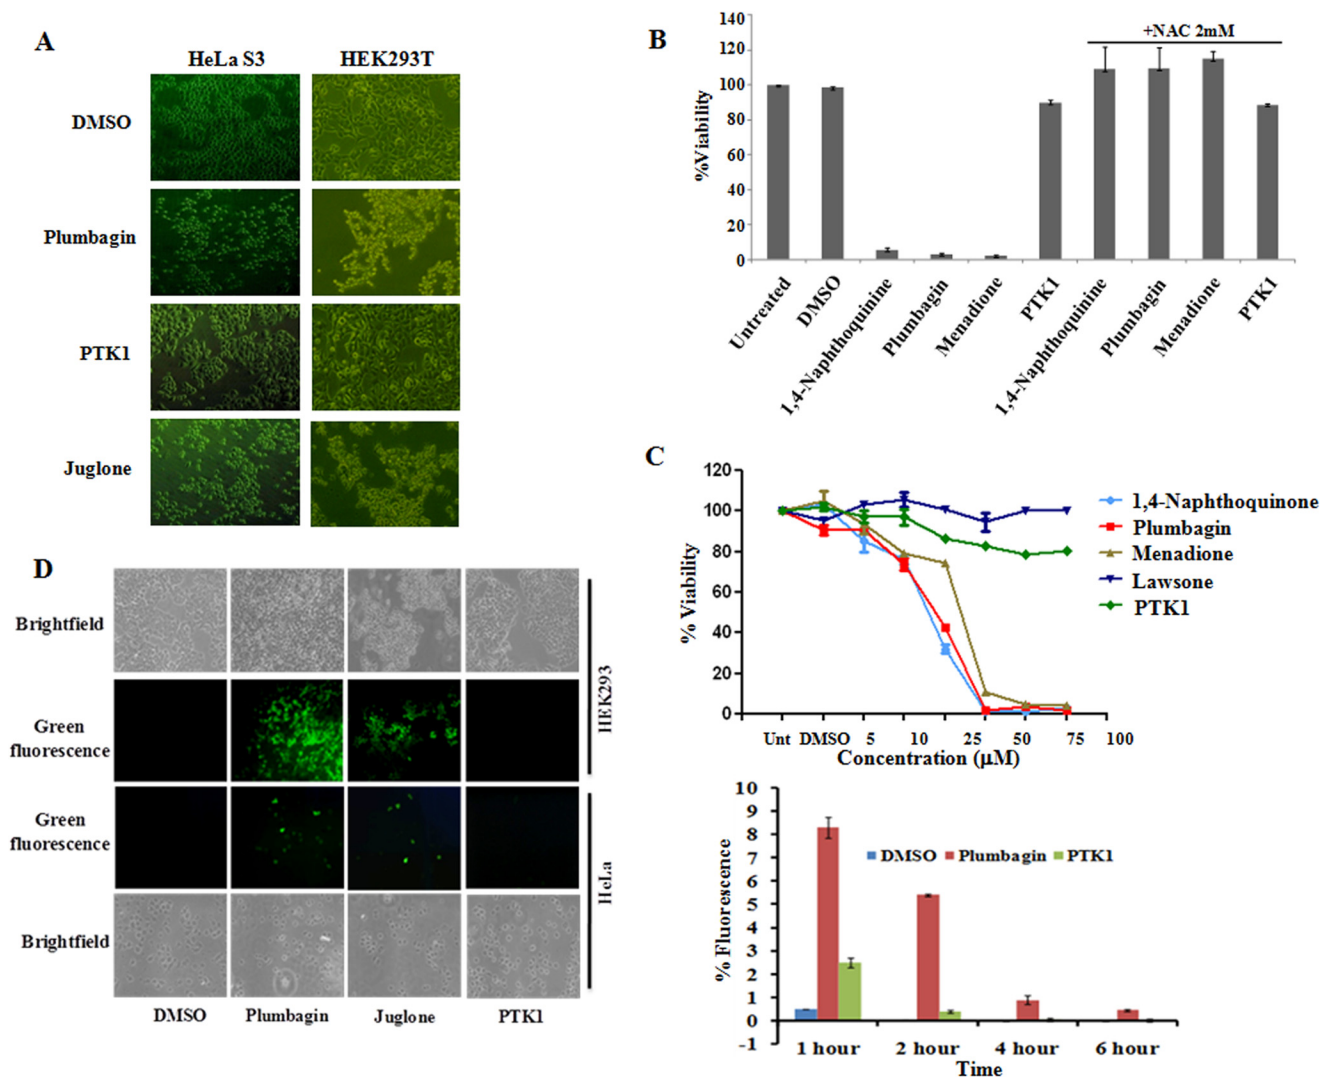 A
HeLa S3 HEK293T
DMSO
Plumbagin
PTK1
Juglone
B
+NAC 2mM
%Viability
140
120
100
80
60
40
20
0
Untreated
DMSO
1,4-Naphthoquinine
Plumbagin
Menadione
PTK1
1,4-Naphthoquinine
Plumbagin
Menadione
PTK1
C
% Viability
120
100
80
60
40
20
0
Unt DMSO 5 10 25 50 75 100
Concentration (µM)
1,4-Naphthoquinone
Plumbagin
Menadione
Lawsone
PTK1
D
Brightfield
Green
fluorescence
Green
fluorescence
Brightfield
HEK293
HeLa
DMSO Plumbagin Juglone PTK1
% Fluorescence
10
9
8
7
6
5
4
3
2
1
0
-1
DMSO Plumbagin PTK1
1 hour 2 hour 4 hour 6 hour
Time